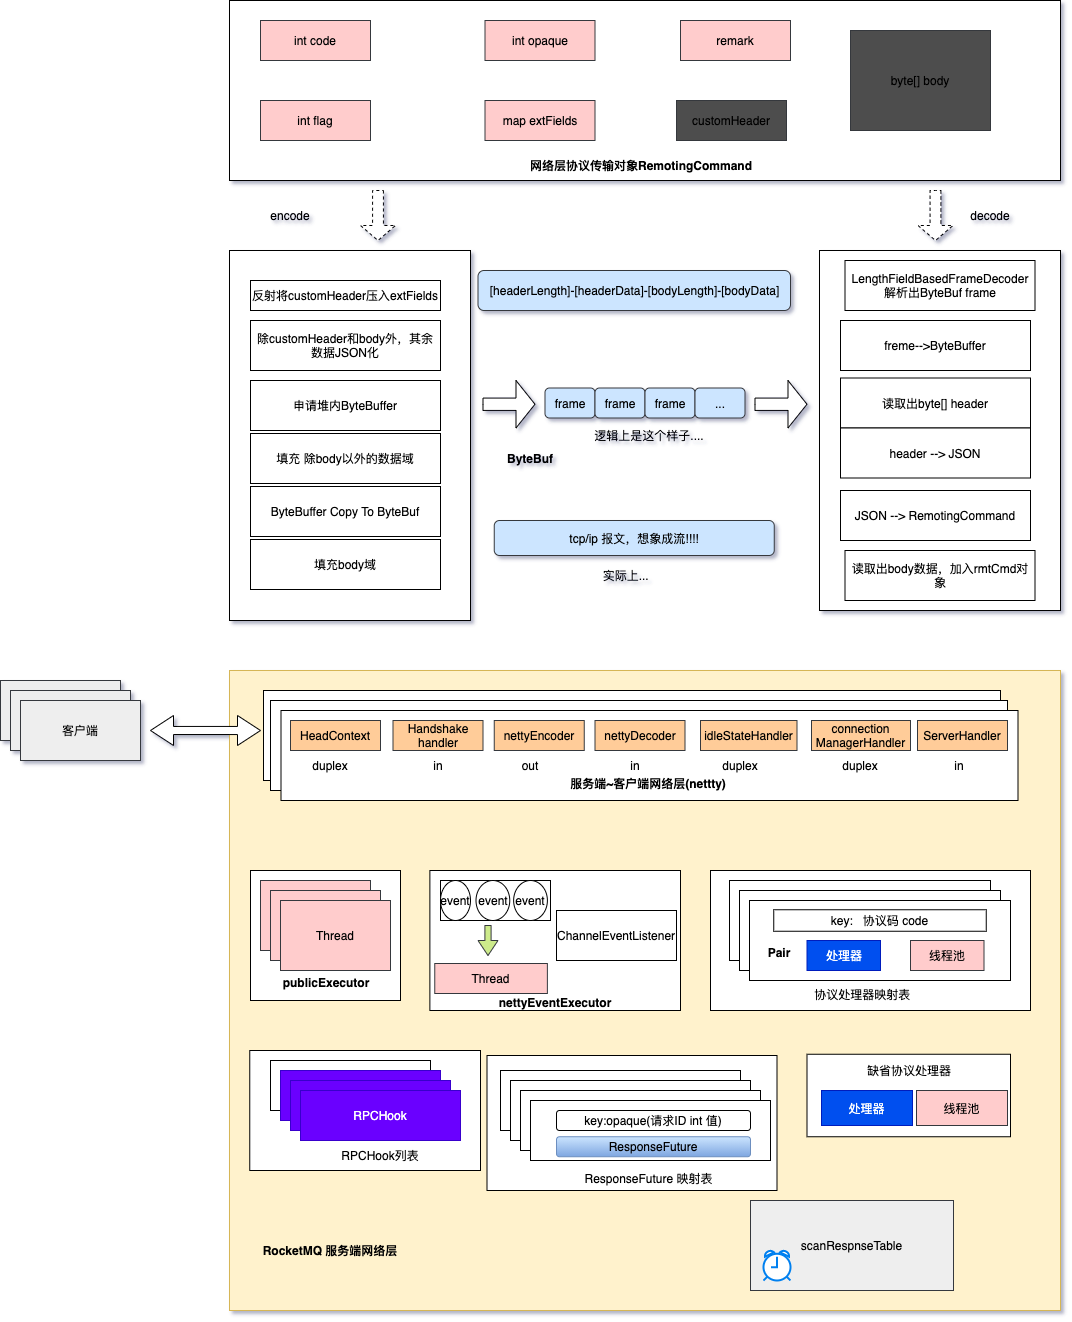 int code
int opaque
remark
byte[] body
int flag
map extFields
customHeader
网络层协议传输对象RemotingCommand
encode
decode
反射将customHeader压入extFields
除customHeader和body外，其余
数据JSON化
申请堆内ByteBuffer
填充 除body以外的数据域
ByteBuffer Copy To ByteBuf
填充body域
[headerLength]-[headerData]-[bodyLength]-[bodyData]
frame
frame
frame
...
逻辑上是这个样子....
ByteBuf
tcp/ip 报文，想象成流!!!!
实际上...
LengthFieldBasedFrameDecoder
解析出ByteBuf frame
freme-->ByteBuffer
读取出byte[] header
header --> JSON
JSON --> RemotingCommand
读取出body数据，加入rmtCmd对
象
客户端
HeadContext
Handshake
handler
nettyEncoder
nettyDecoder
idleStateHandler
connection
ManagerHandler
ServerHandler
duplex
in
out
in
duplex
duplex
in
服务端~客户端网络层(nettty)
Thread
publicExecutor
event
event
event
ChannelEventListener
Thread
nettyEventExecutor
key: 协议码 code
Pair
处理器
线程池
协议处理器映射表
RPCHook
RPCHook列表
key:opaque(请求ID int 值)
ResponseFuture
ResponseFuture 映射表
缺省协议处理器
处理器
线程池
scanRespnseTable
RocketMQ 服务端网络层